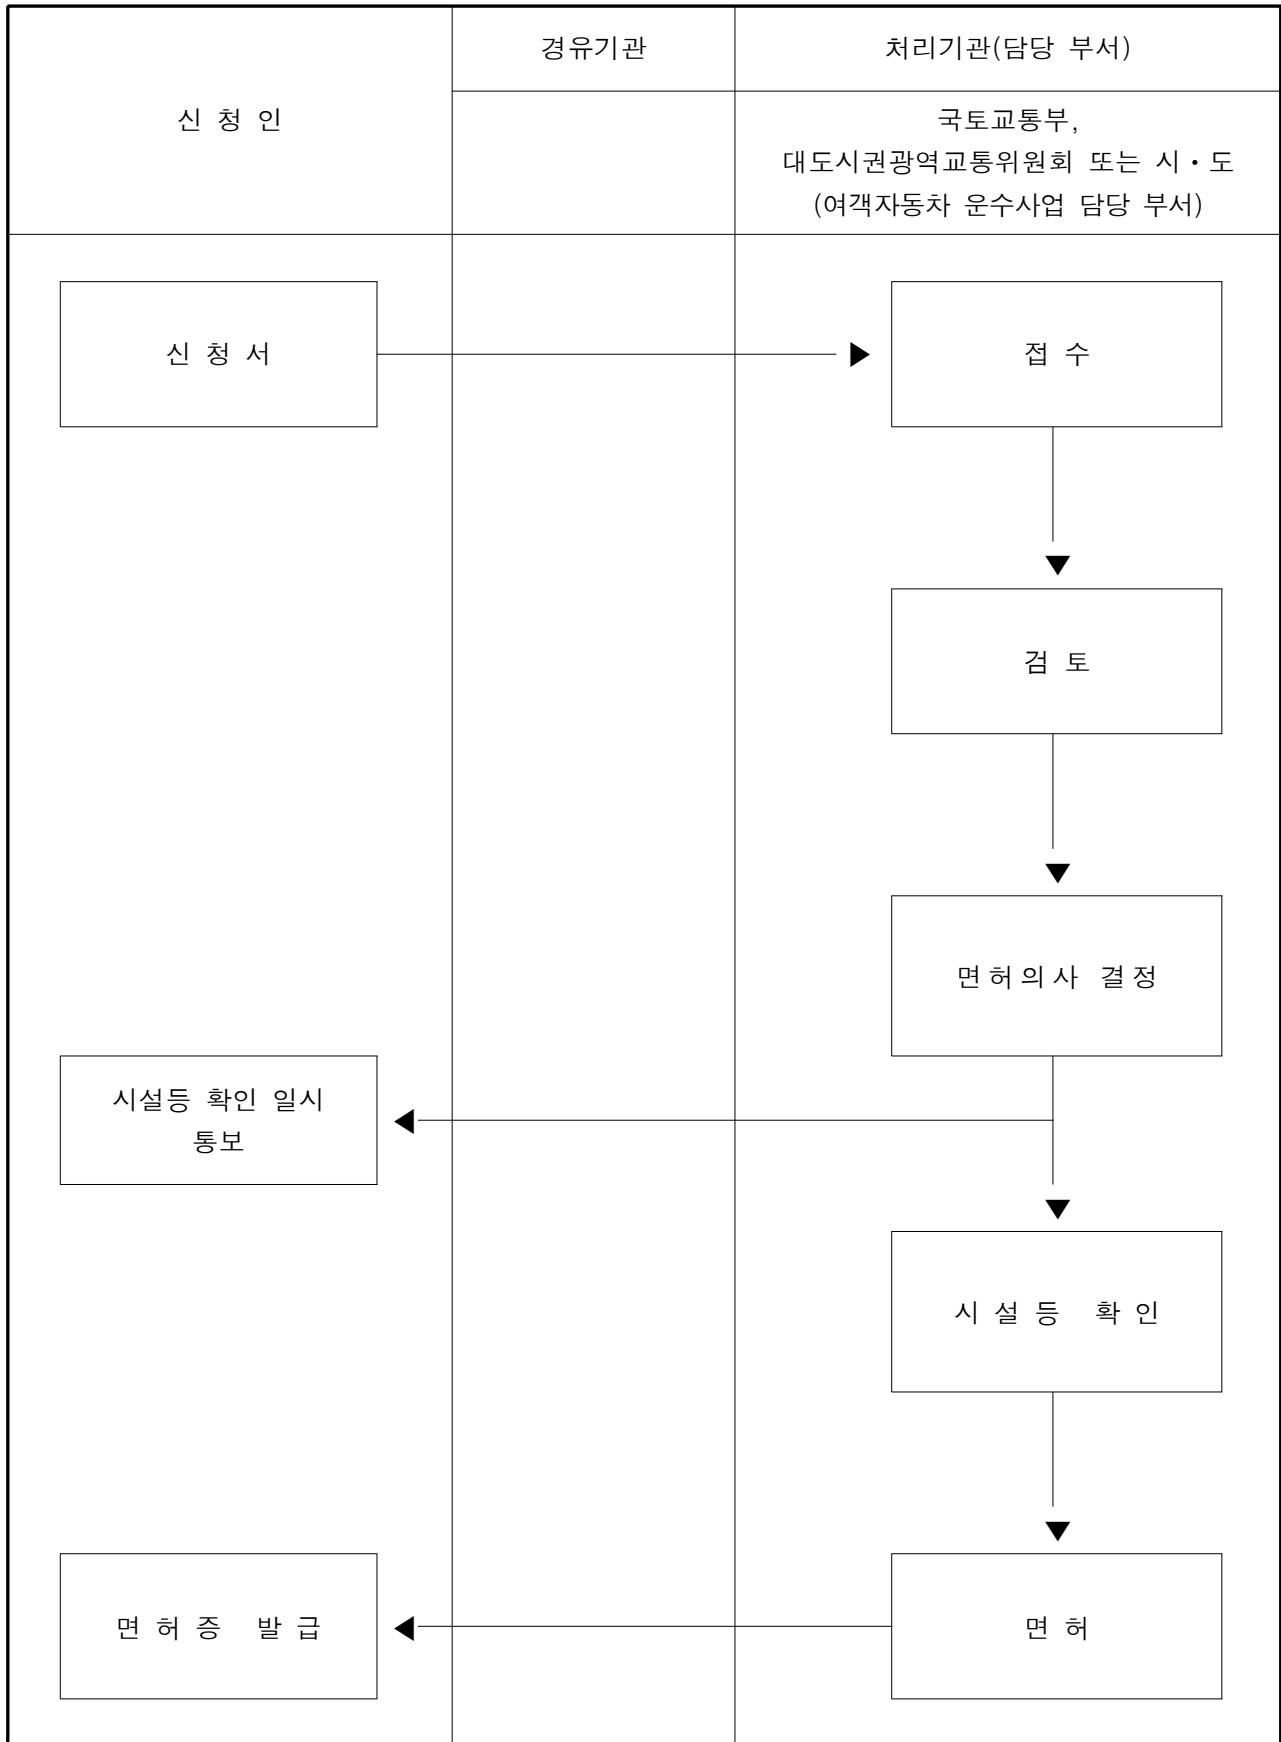 신 청 인
경유기관
처리기관(담당 부서)
국토교통부,
대도시권광역교통위원회 또는 시·도
(여객자동차 운수사업 담당 부서)
신 청 서
접 수
검 토
면허의사 결정
시설등 확인 일시
통보
시 설 등 확 인
면 허 증 발 급
면 허